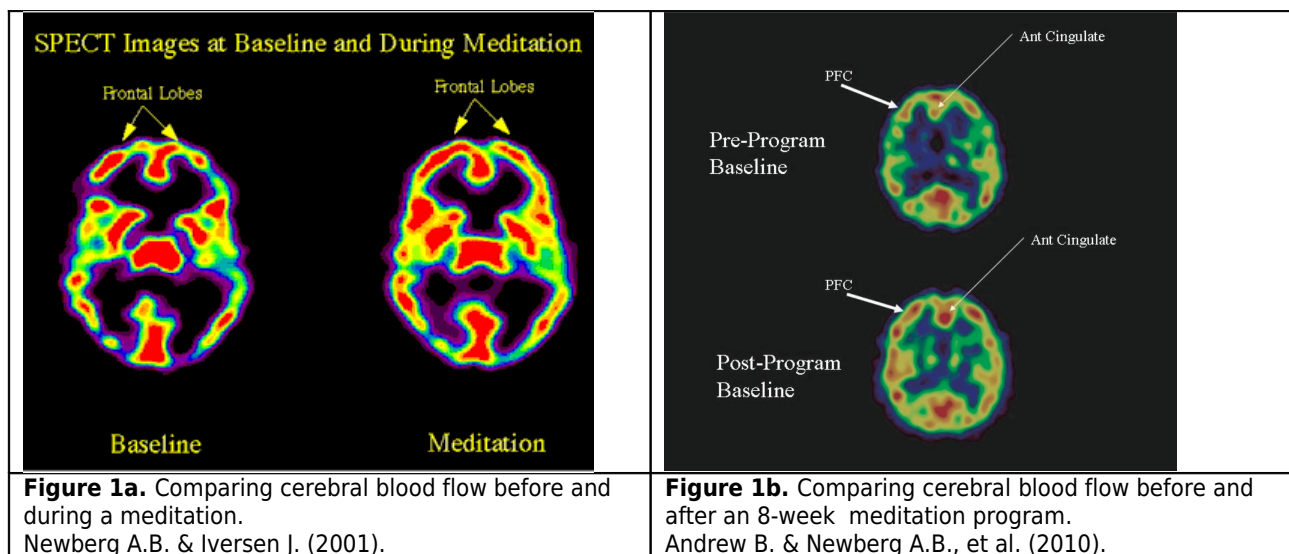 SPECT Images at Baseline and During Meditation
Frontal Lobes
Frontal Lobes
Baseline
Meditation
Ant Cingulate
PFC
Pre-Program
Baseline
Ant Cingulate
PFC
Post-Program
Baseline
Figure 1a. Comparing cerebral blood flow before and
during a meditation.
Newberg A.B. & Iversen J. (2001).
Figure 1b. Comparing cerebral blood flow before and
after an 8-week meditation program.
Andrew B. & Newberg A.B., et al. (2010).